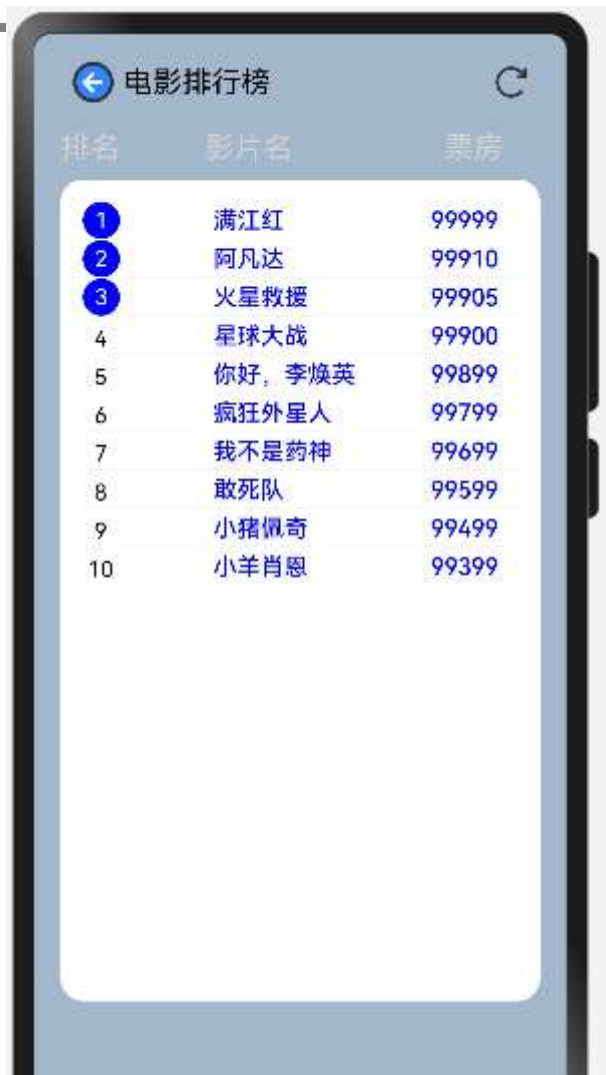 电影排行榜
排名 影片名 票房
1 满江红 99999
2 阿凡达 99910
3 火星救援 99905
4 星球大战 99900
5 你好，李焕英 99899
6 疯狂外星人 99799
7 我不是药神 99699
8 敢死队 99599
9 小猪佩奇 99499
10 小羊肖恩 99399